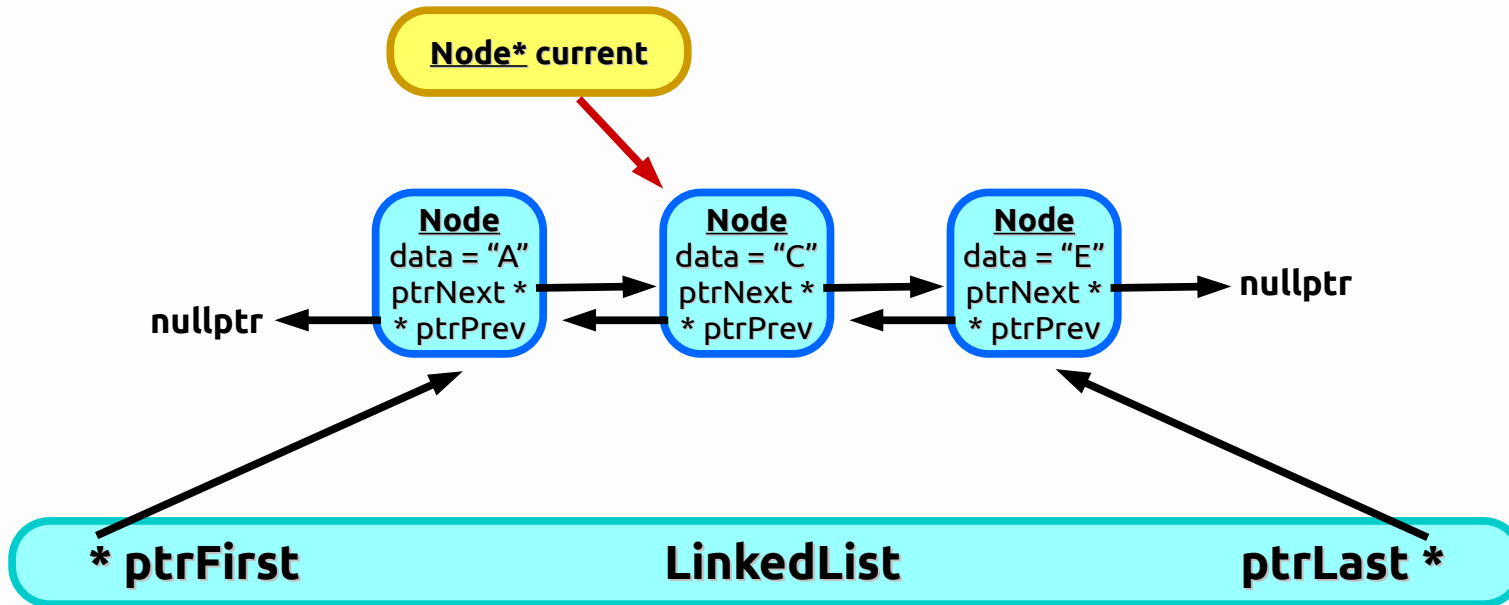 Node* current
Node
data = “A”
ptrNext *
* ptrPrev
Node
data = “C”
ptrNext *
* ptrPrev
Node
data = “E”
ptrNext *
* ptrPrev
nullptr
nullptr
* ptrFirst
LinkedList
ptrLast *